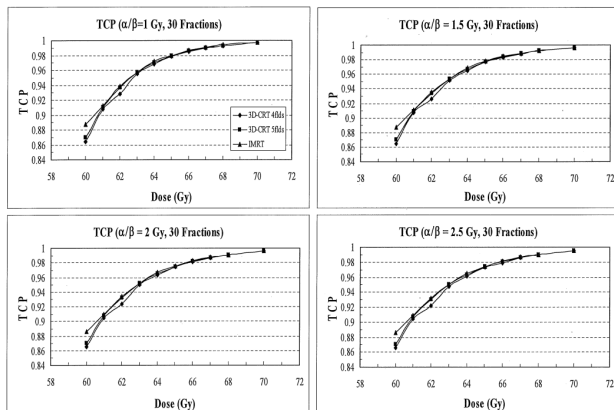 TCP (α/β=1 Gy, 30 Fractions)
TCP
1
0.98
0.96
0.94
0.92
0.9
0.88
0.86
0.84
3D-CRT 4flds
3D-CRT 5flds
IMRT
58 60 62 64 66 68 70 72
Dose (Gy)
TCP (α/β = 1.5 Gy, 30 Fractions)
TCP
1
0.98
0.96
0.94
0.92
0.9
0.88
0.86
0.84
58 60 62 64 66 68 70 72
Dose (Gy)
TCP (α/β = 2 Gy, 30 Fractions)
TCP
1
0.98
0.96
0.94
0.92
0.9
0.88
0.86
0.84
58 60 62 64 66 68 70 72
Dose (Gy)
TCP (α/β = 2.5 Gy, 30 Fractions)
TCP
1
0.98
0.96
0.94
0.92
0.9
0.88
0.86
0.84
58 60 62 64 66 68 70 72
Dose (Gy)